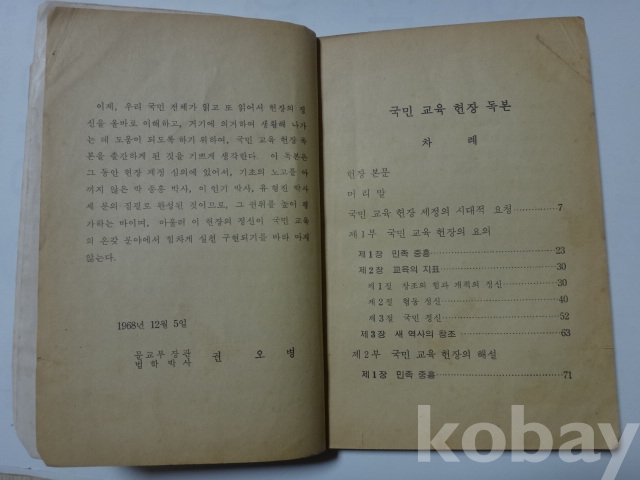 이제, 우리 국민 전체가 읽고 또 읽어서 헌장의 정
신을 올바로 이해하고, 거기에 의거하여 생활해 나가
는 데 도움이 되도록 하기 위하여, 국민 교육 헌장 독
본을 출간하게 된 것을 기쁘게 생각한다. 이 독본은
그 동안 헌장 제정 심의에 있어서, 기초의 노고를 아
끼지 않은 박 종홍 박사, 이 인기 박사, 유 형진 박사
세 분의 집필로 완성된 것이므로, 그 권위를 높이 평
가하는 바이며, 아울러 이 헌장의 정신이 국민 교육
의 온갖 분야에서 힘차게 실현 구현되기를 바라 마지
않는다.
1968년 12월 5일
문교부 장관
법학 박사 권 오 병
국민 교육 헌장 독본
차 례
헌장 본문
머 리 말
국민 교육 헌장 제정의 시대적 요청 7
제 1 부 국민 교육 헌장의 요의
제 1 장 민족 중흥 23
제 2 장 교육의 지표 30
제 1 절 창조의 힘과 개척의 정신 30
제 2 절 협동 정신 40
제 3 절 국민 정신 52
제 3 장 새 역사의 창조 63
제 2 부 국민 교육 헌장의 해설
제 1 장 민족 중흥 71
kobay